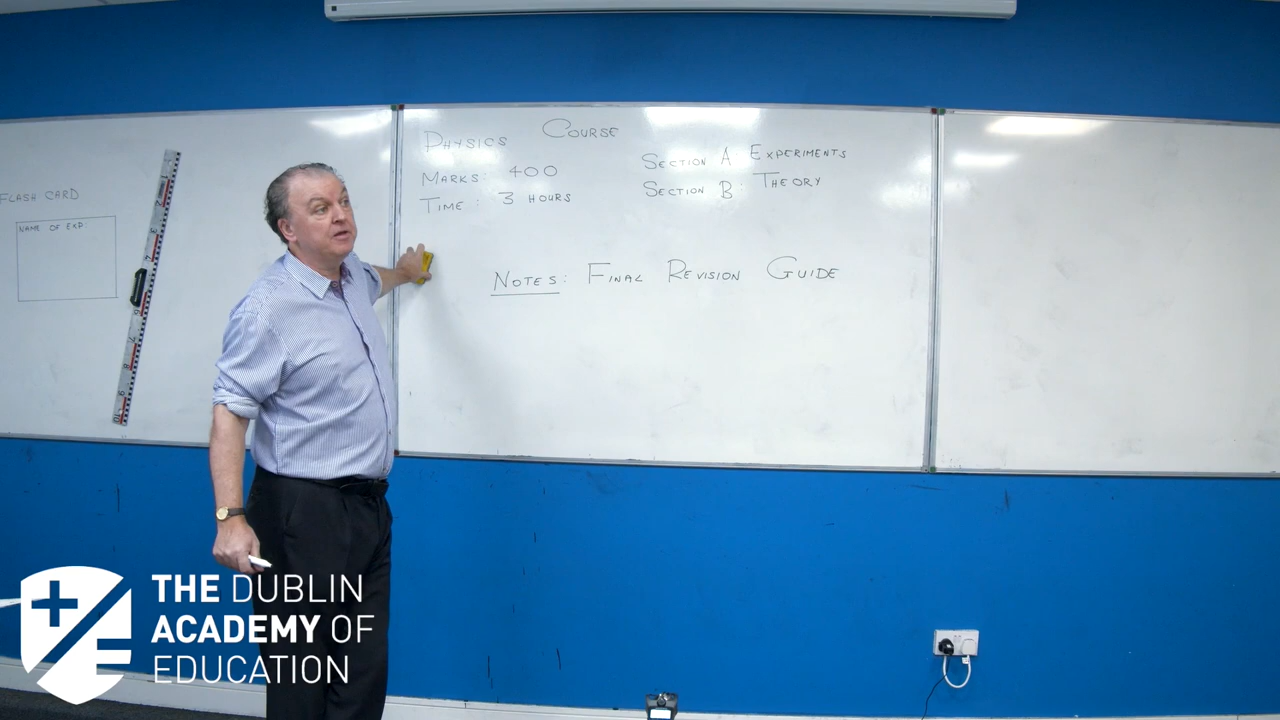 FLASH CARD
NAME OF EXP:
PHYSICS COURSE
MARKS: 400
TIME: 3 HOURS
SECTION A EXPERIMENTS
SECTION B: THEORY
NOTES: FINAL REVISION GUIDE
THE DUBLIN
ACADEMY OF
EDUCATION